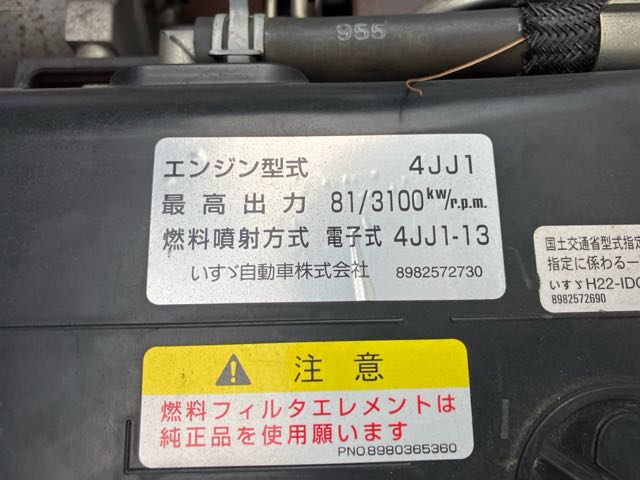 955
エンジン型式 4JJ1
最高出力 81/3100kW/r.p.m.
燃料噴射方式 電子式 4JJ1-13
いすゞ自動車株式会社 8982572730
国土交通省型式指定
指定に係わる一
いすゞH22-IDC
8982572690
注意
燃料フィルタエレメントは
純正品を使用願います
PNO8980365360